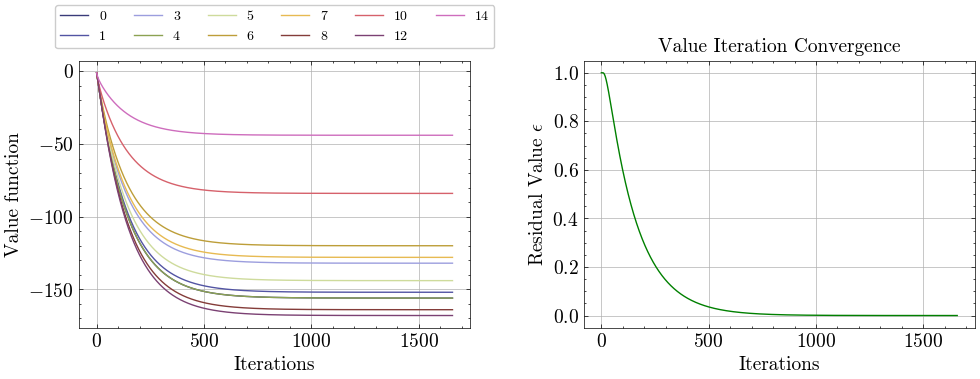 0 3 5 7 10 14
1 4 6 8 12
Value function
0
−50
−100
−150
0 500 1000 1500
Iterations
Value Iteration Convergence
Residual Value ϵ
1.0
0.8
0.6
0.4
0.2
0.0
0 500 1000 1500
Iterations